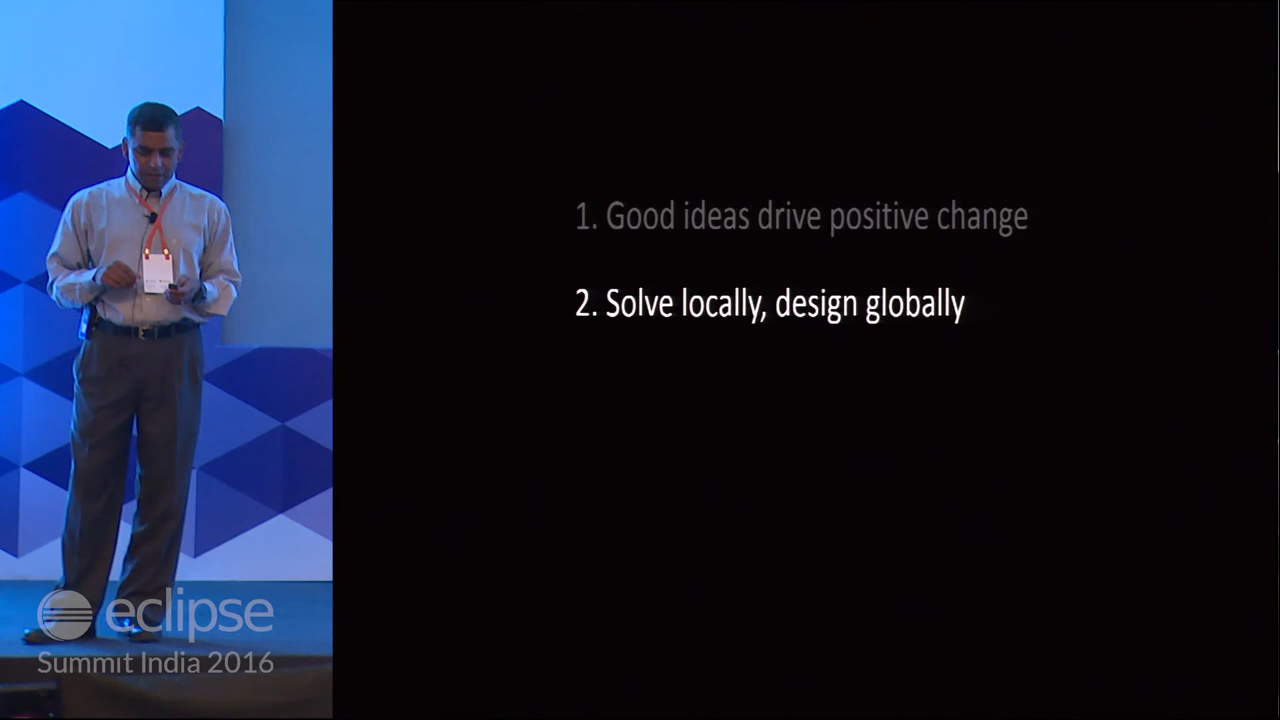 1. Good ideas drive positive change
2. Solve locally, design globally
eclipse
Summit India 2016